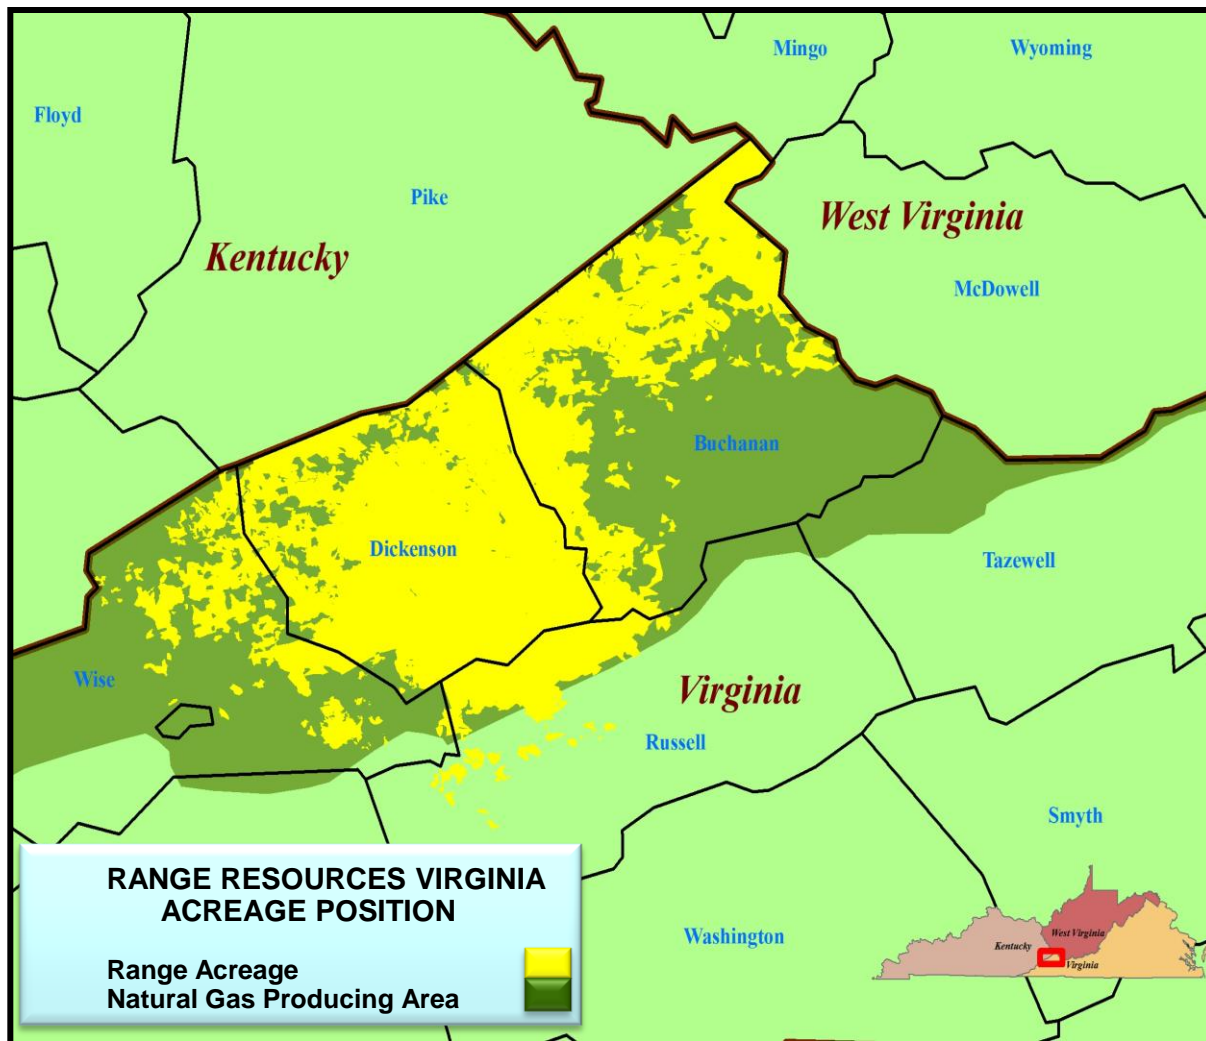 Mingo
Wyoming
Floyd
Pike
West Virginia
Kentucky
McDowell
Buchanan
Dickenson
Tazewell
Wise
Virginia
Russell
Smyth
RANGE RESOURCES VIRGINIA
ACREAGE POSITION
Range Acreage
Natural Gas Producing Area
Washington
West Virginia
Kentucky
Virginia